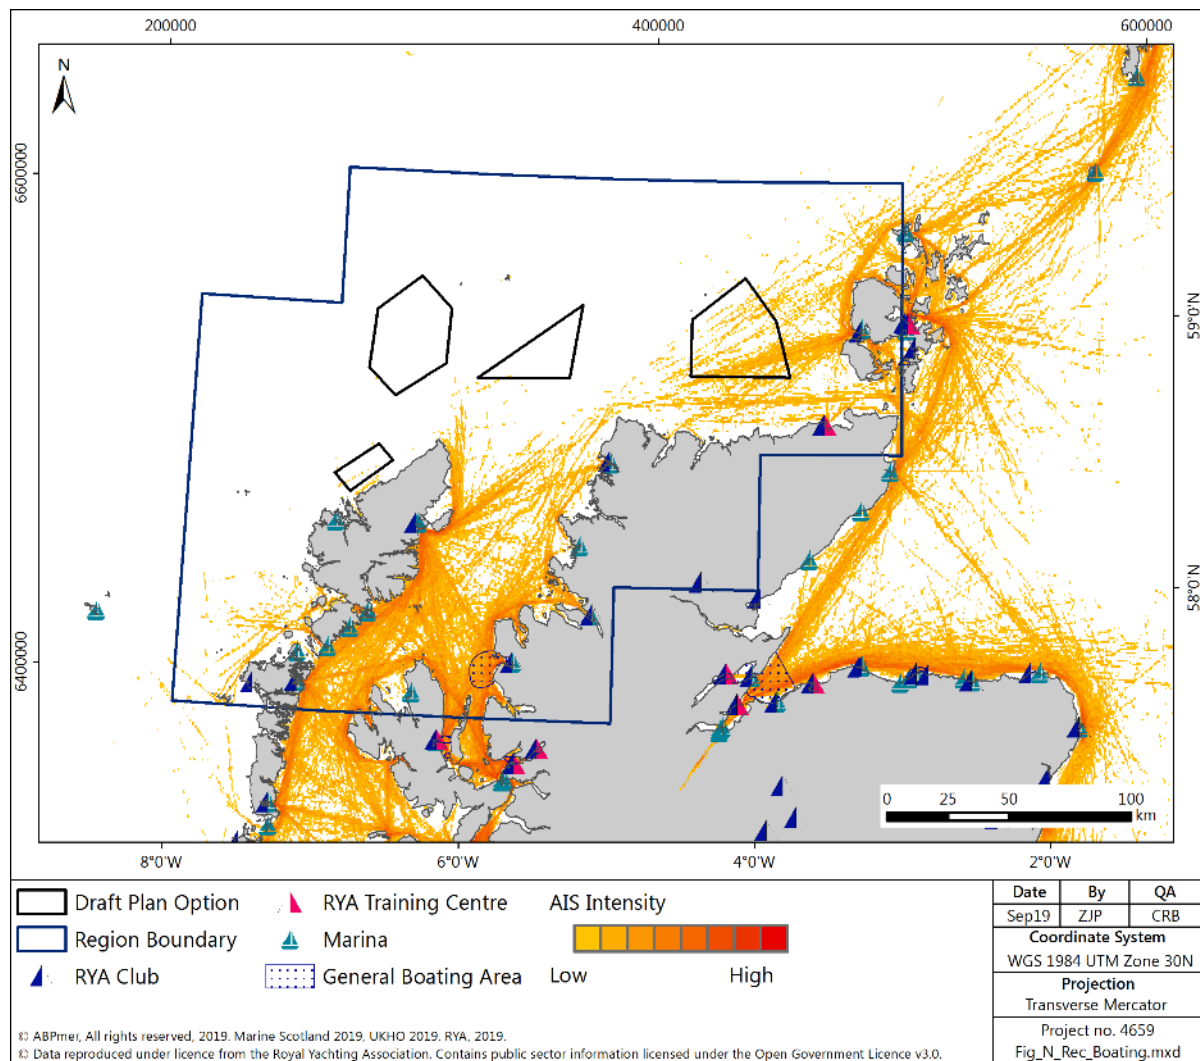 200000 400000 600000
N
6600000
59°0'N
58°0'N
6400000
0 25 50 100
km
8°0'W 6°0'W 4°0'W 2°0'W
Draft Plan Option RYA Training Centre AIS Intensity
Region Boundary Marina
RYA Club General Boating Area Low High
Date By QA
Sep19 ZJP CRB
Coordinate System
WGS 1984 UTM Zone 30N
Projection
Transverse Mercator
Project no. 4659
Fig_N_Rec_Boating.mxd
© ABPmer, All rights reserved, 2019. Marine Scotland 2019, UKHO 2019. RYA, 2019.
© Data reproduced under licence from the Royal Yachting Association. Contains public sector information licensed under the Open Government Licence v3.0.